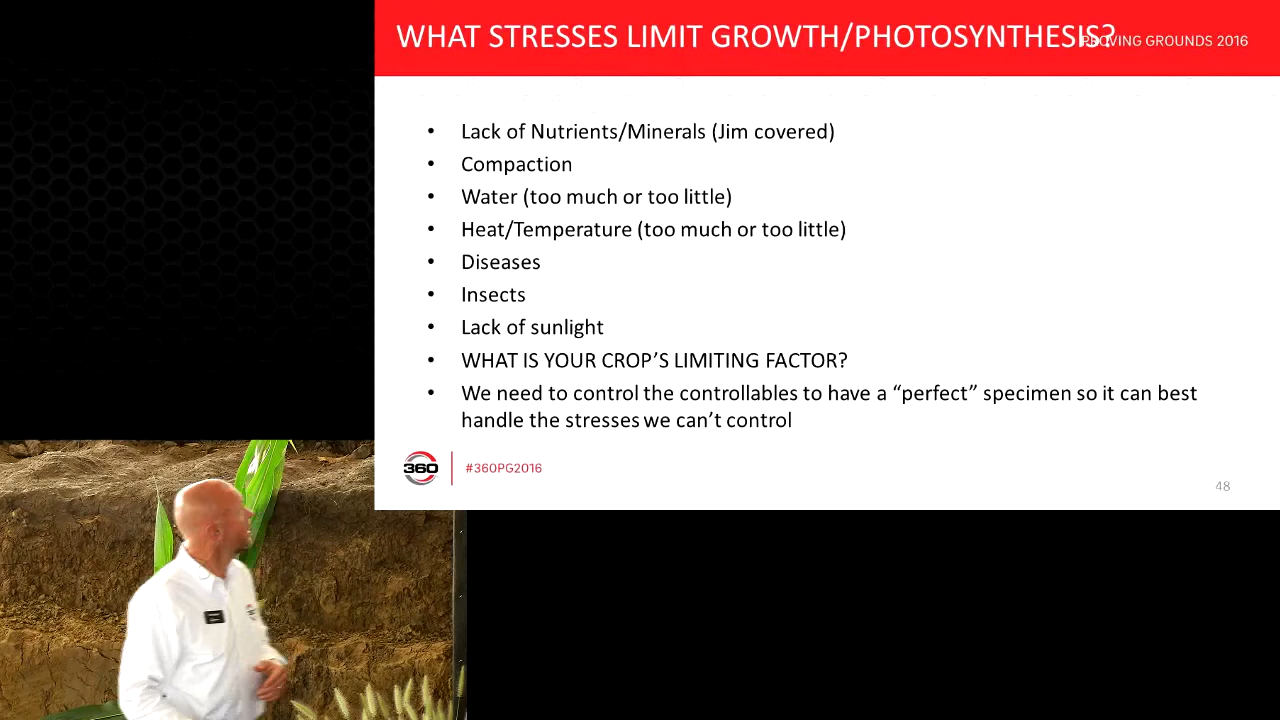 WHAT STRESSES LIMIT GROWTH/PHOTOSYNTHESIS?
PROVING GROUNDS 2016
• Lack of Nutrients/Minerals (Jim covered)
• Compaction
• Water (too much or too little)
• Heat/Temperature (too much or too little)
• Diseases
• Insects
• Lack of sunlight
• WHAT IS YOUR CROP’S LIMITING FACTOR?
• We need to control the controllables to have a “perfect” specimen so it can best
handle the stresses we can’t control
360
#360PG2016
48